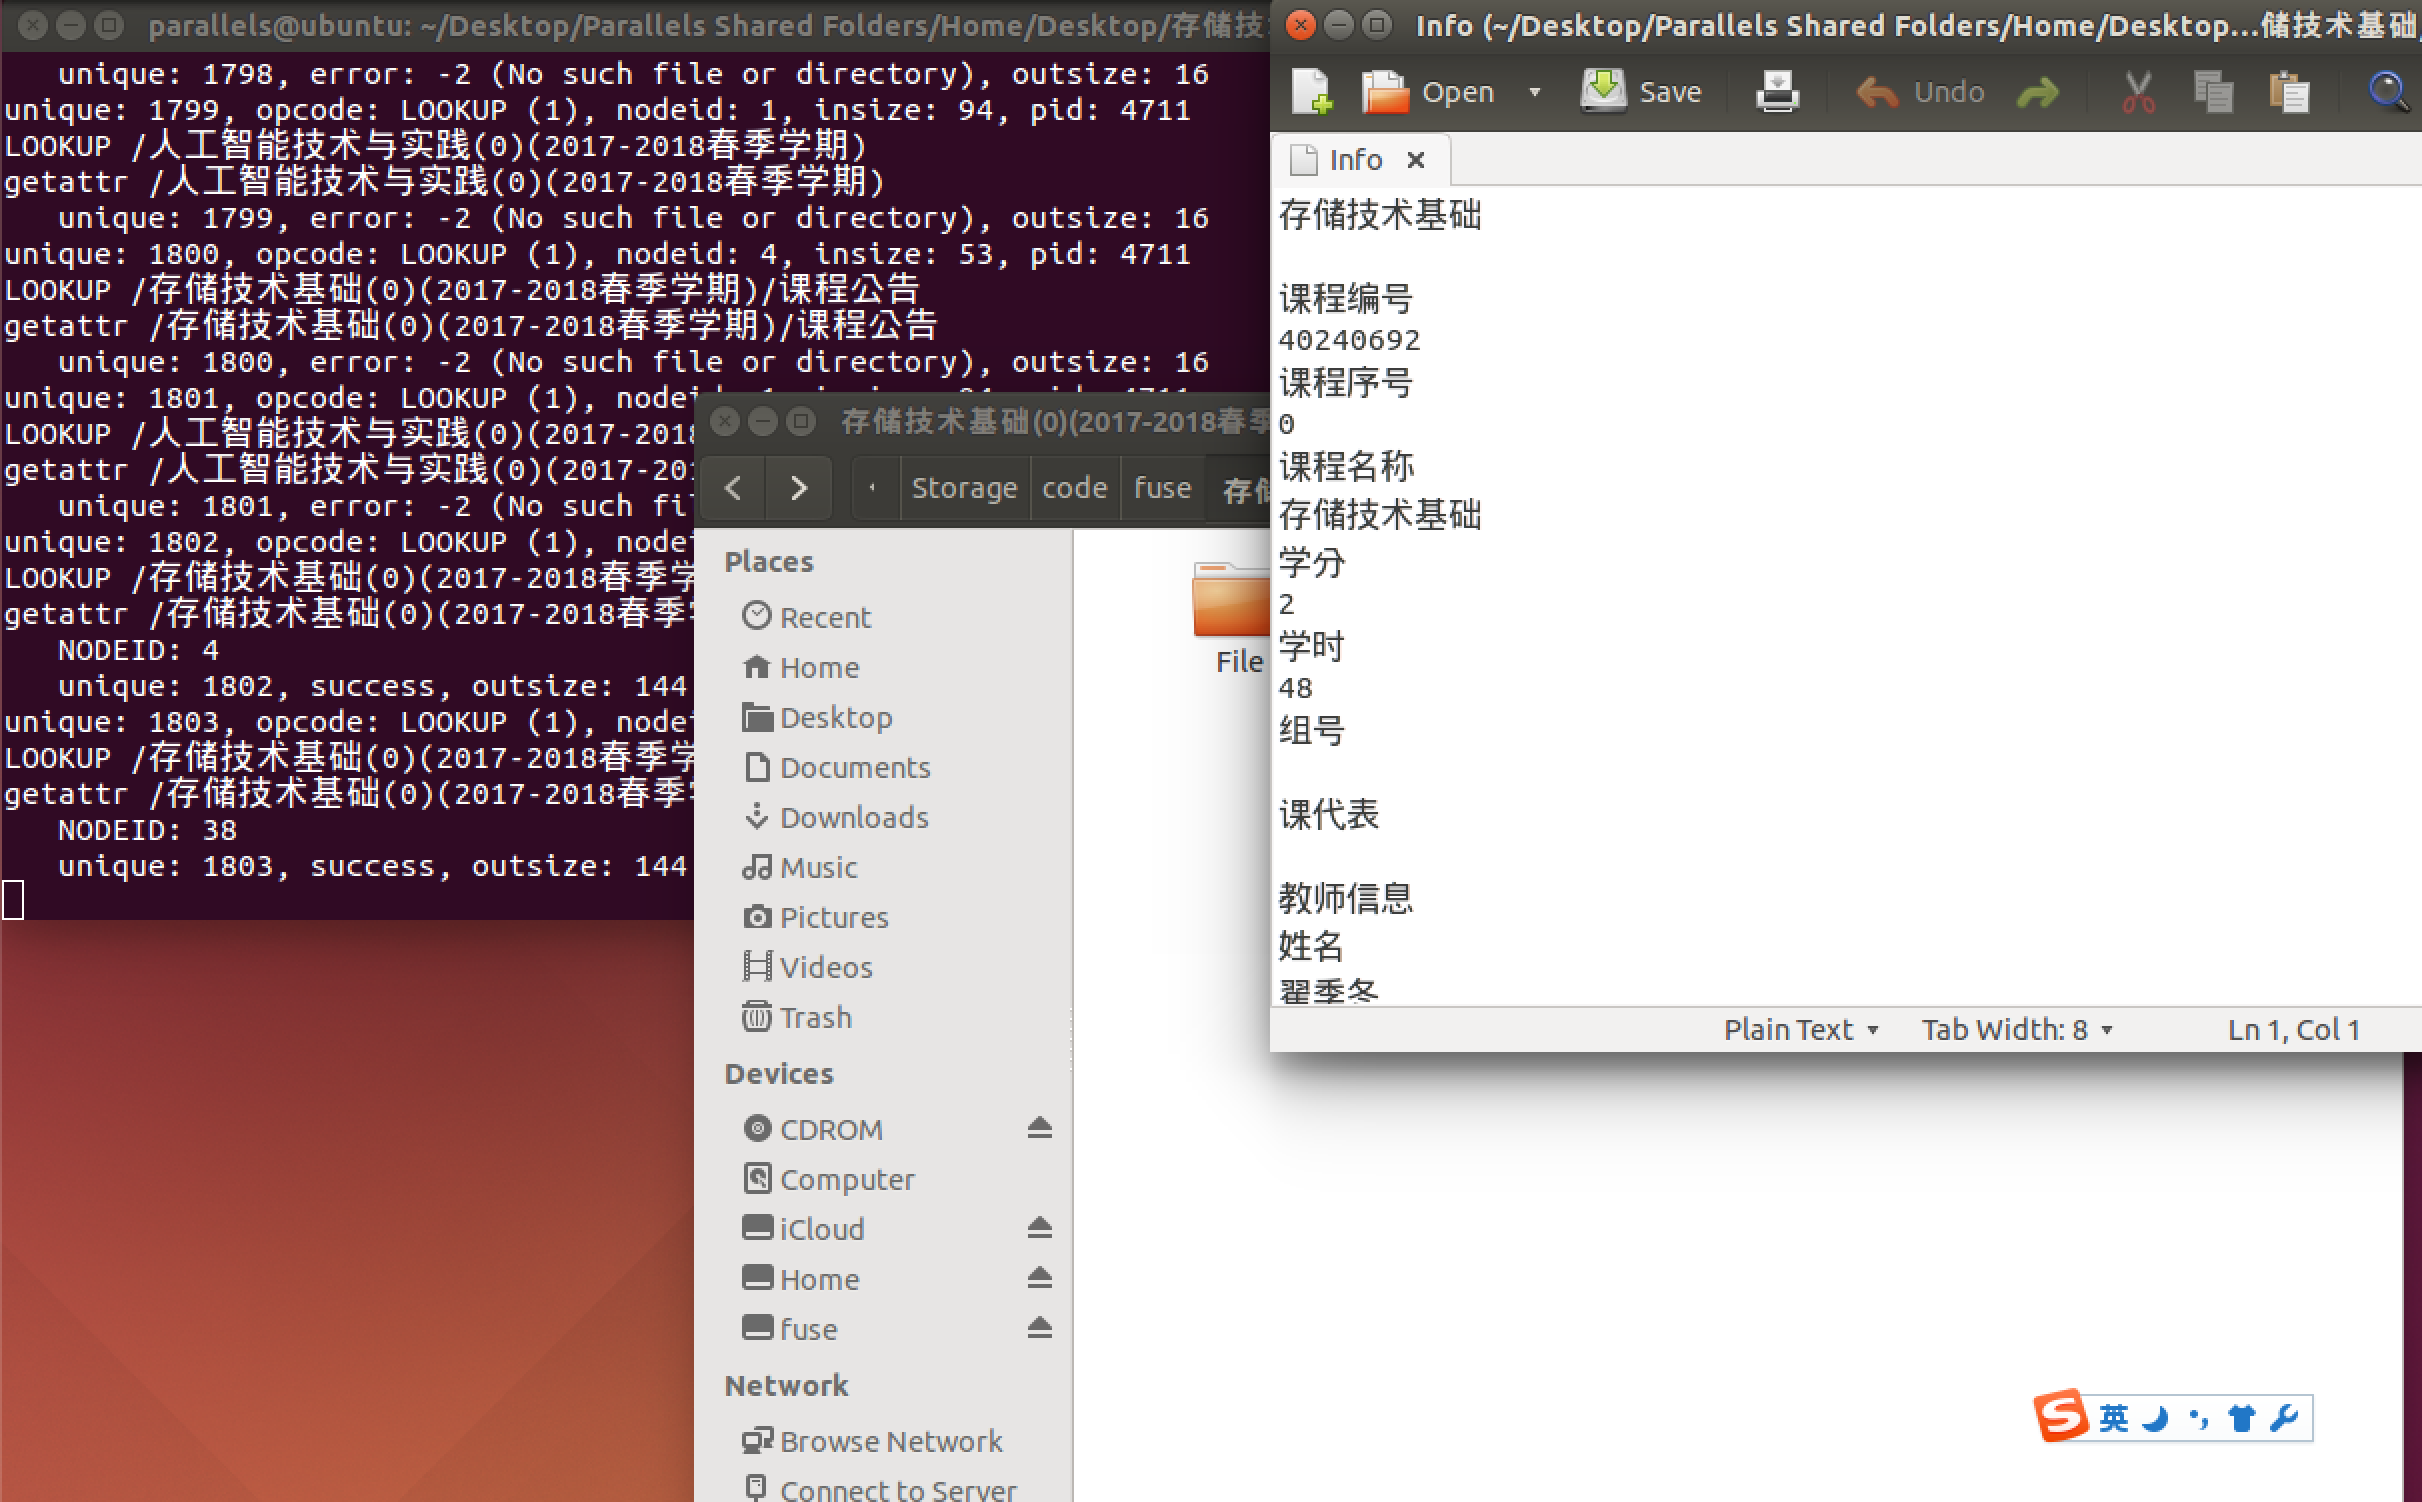 parallels@ubuntu: ~/Desktop/Parallels Shared Folders/Home/Desktop/存储技
unique: 1798, error: -2 (No such file or directory), outsize: 16
unique: 1799, opcode: LOOKUP (1), nodeid: 1, insize: 94, pid: 4711
LOOKUP /人工智能技术与实践(0)(2017-2018春季学期)
getattr /人工智能技术与实践(0)(2017-2018春季学期)
unique: 1799, error: -2 (No such file or directory), outsize: 16
unique: 1800, opcode: LOOKUP (1), nodeid: 4, insize: 53, pid: 4711
LOOKUP /存储技术基础(0)(2017-2018春季学期)/课程公告
getattr /存储技术基础(0)(2017-2018春季学期)/课程公告
unique: 1800, error: -2 (No such file or directory), outsize: 16
unique: 1801, opcode: LOOKUP (1),
LOOKUP /人工智能技术与实践(0)(2017-201
getattr /人工智能技术与实践(0)(2017-201
unique: 1801, error: -2 (No such fi
unique: 1802, opcode: LOOKUP (1), node
LOOKUP /存储技术基础(0)(2017-2018春季学
getattr /存储技术基础(0)(2017-2018春季
NODEID: 4
unique: 1802, success, outsize: 144
unique: 1803, opcode: LOOKUP (1), node
LOOKUP /存储技术基础(0)(2017-2018春季学
getattr /存储技术基础(0)(2017-2018春季
NODEID: 38
unique: 1803, success, outsize: 144
存储技术基础(0)(2017-2018春季
Storage code fuse 存储
Places
Recent
Home
Desktop
Documents
Downloads
Music
Pictures
Videos
Trash
Devices
CDROM
Computer
iCloud
Home
fuse
Network
Browse Network
Connect to Server
File
Info (~/Desktop/Parallels Shared Folders/Home/Desktop...储技术基础
Open Save Undo
Info
存储技术基础
课程编号
40240692
课程序号
0
课程名称
存储技术基础
学分
2
学时
48
组号
课代表
教师信息
姓名
翟季冬
Plain Text Tab Width: 8 Ln 1, Col 1
S 英